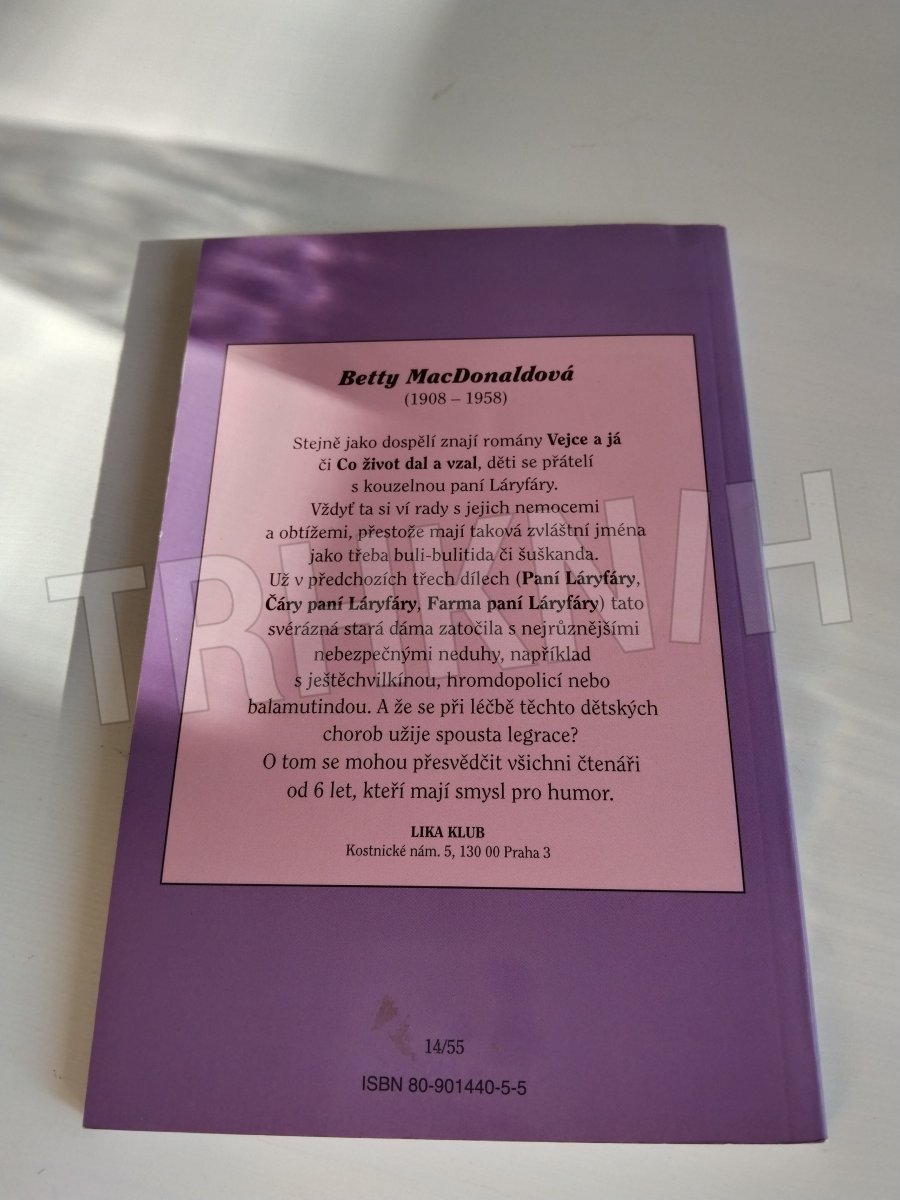 Betty MacDonaldová
(1908 – 1958)
Stejně jako dospělí znají romány Vejce a já
či Co život dal a vzal, děti se přátelí
s kouzelnou paní Láryfáry.
Vždyť ta si ví rady s jejich nemocemi
a obtížemi, přestože mají taková zvláštní jména
jako třeba buli-bulitida či šuškanda.
Už v předchozích třech dílech (Paní Láryfáry,
Čáry paní Láryfáry, Farma paní Láryfáry) tato
svérázná stará dáma zatočila s nejrůznějšími
nebezpečnými neduhy, například
s ještěchvilkínou, hromdopolicí nebo
balamutindou. A že se při léčbě těchto dětských
chorob užije spousta legrace?
O tom se mohou přesvědčit všichni čtenáři
od 6 let, kteří mají smysl pro humor.
LIKA KLUB
Kostnické nám. 5, 130 00 Praha 3
14/55
ISBN 80-901440-5-5
TRHKNIH